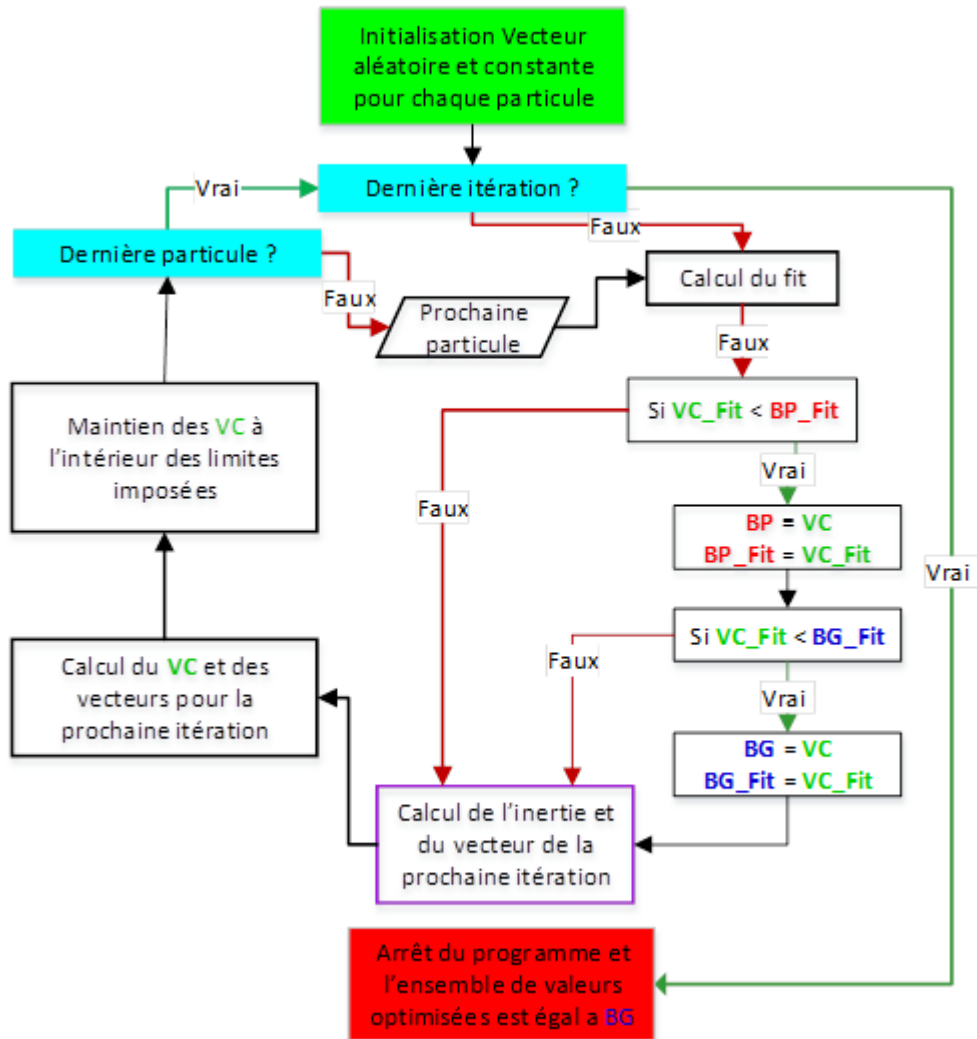 Initialisation Vecteur
aléatoire et constante
pour chaque particule
Vrai
Dernière itération ?
Faux
Dernière particule ?
Faux
Calcul du fit
Prochaine
particule
Faux
Si VC_Fit < BP_Fit
Maintien des VC à
l'intérieur des limites
imposées
Vrai
Faux
BP = VC
BP_Fit = VC_Fit
Vrai
Si VC_Fit < BG_Fit
Faux
Calcul du VC et des
vecteurs pour la
prochaine itération
Vrai
BG = VC
BG_Fit = VC_Fit
Calcul de l'inertie et
du vecteur de la
prochaine itération
Arrêt du programme et
l'ensemble de valeurs
optimisées est égal a BG